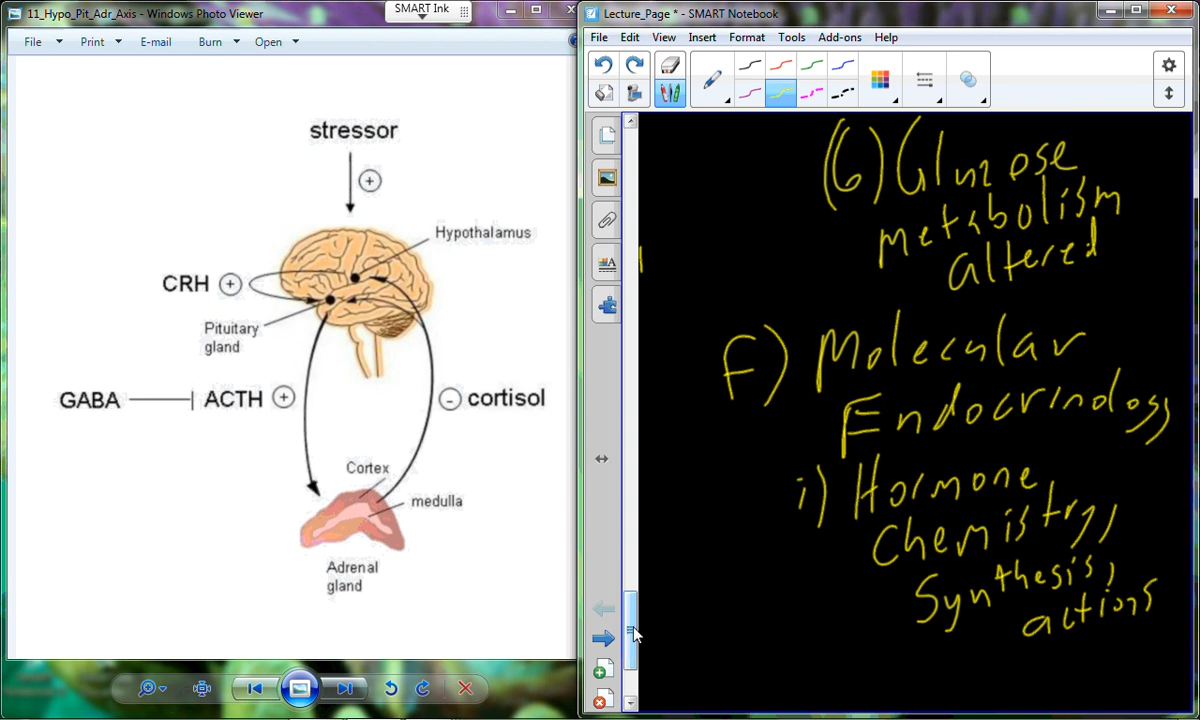 11_Hypo_Pit_Adr_Axis - Windows Photo Viewer
SMART Ink
File Print E-mail Burn Open
stressor
+
Hypothalamus
CRH +
Pituitary
gland
GABA ACTH +
- cortisol
Cortex
medulla
Adrenal
gland
Lecture_Page * - SMART Notebook
File Edit View Insert Format Tools Add-ons Help
(6) Glucose
metabolism
altered
F) Molecular
Endocrinology
i) Hormone
Chemistry,
Synthesis,
actions